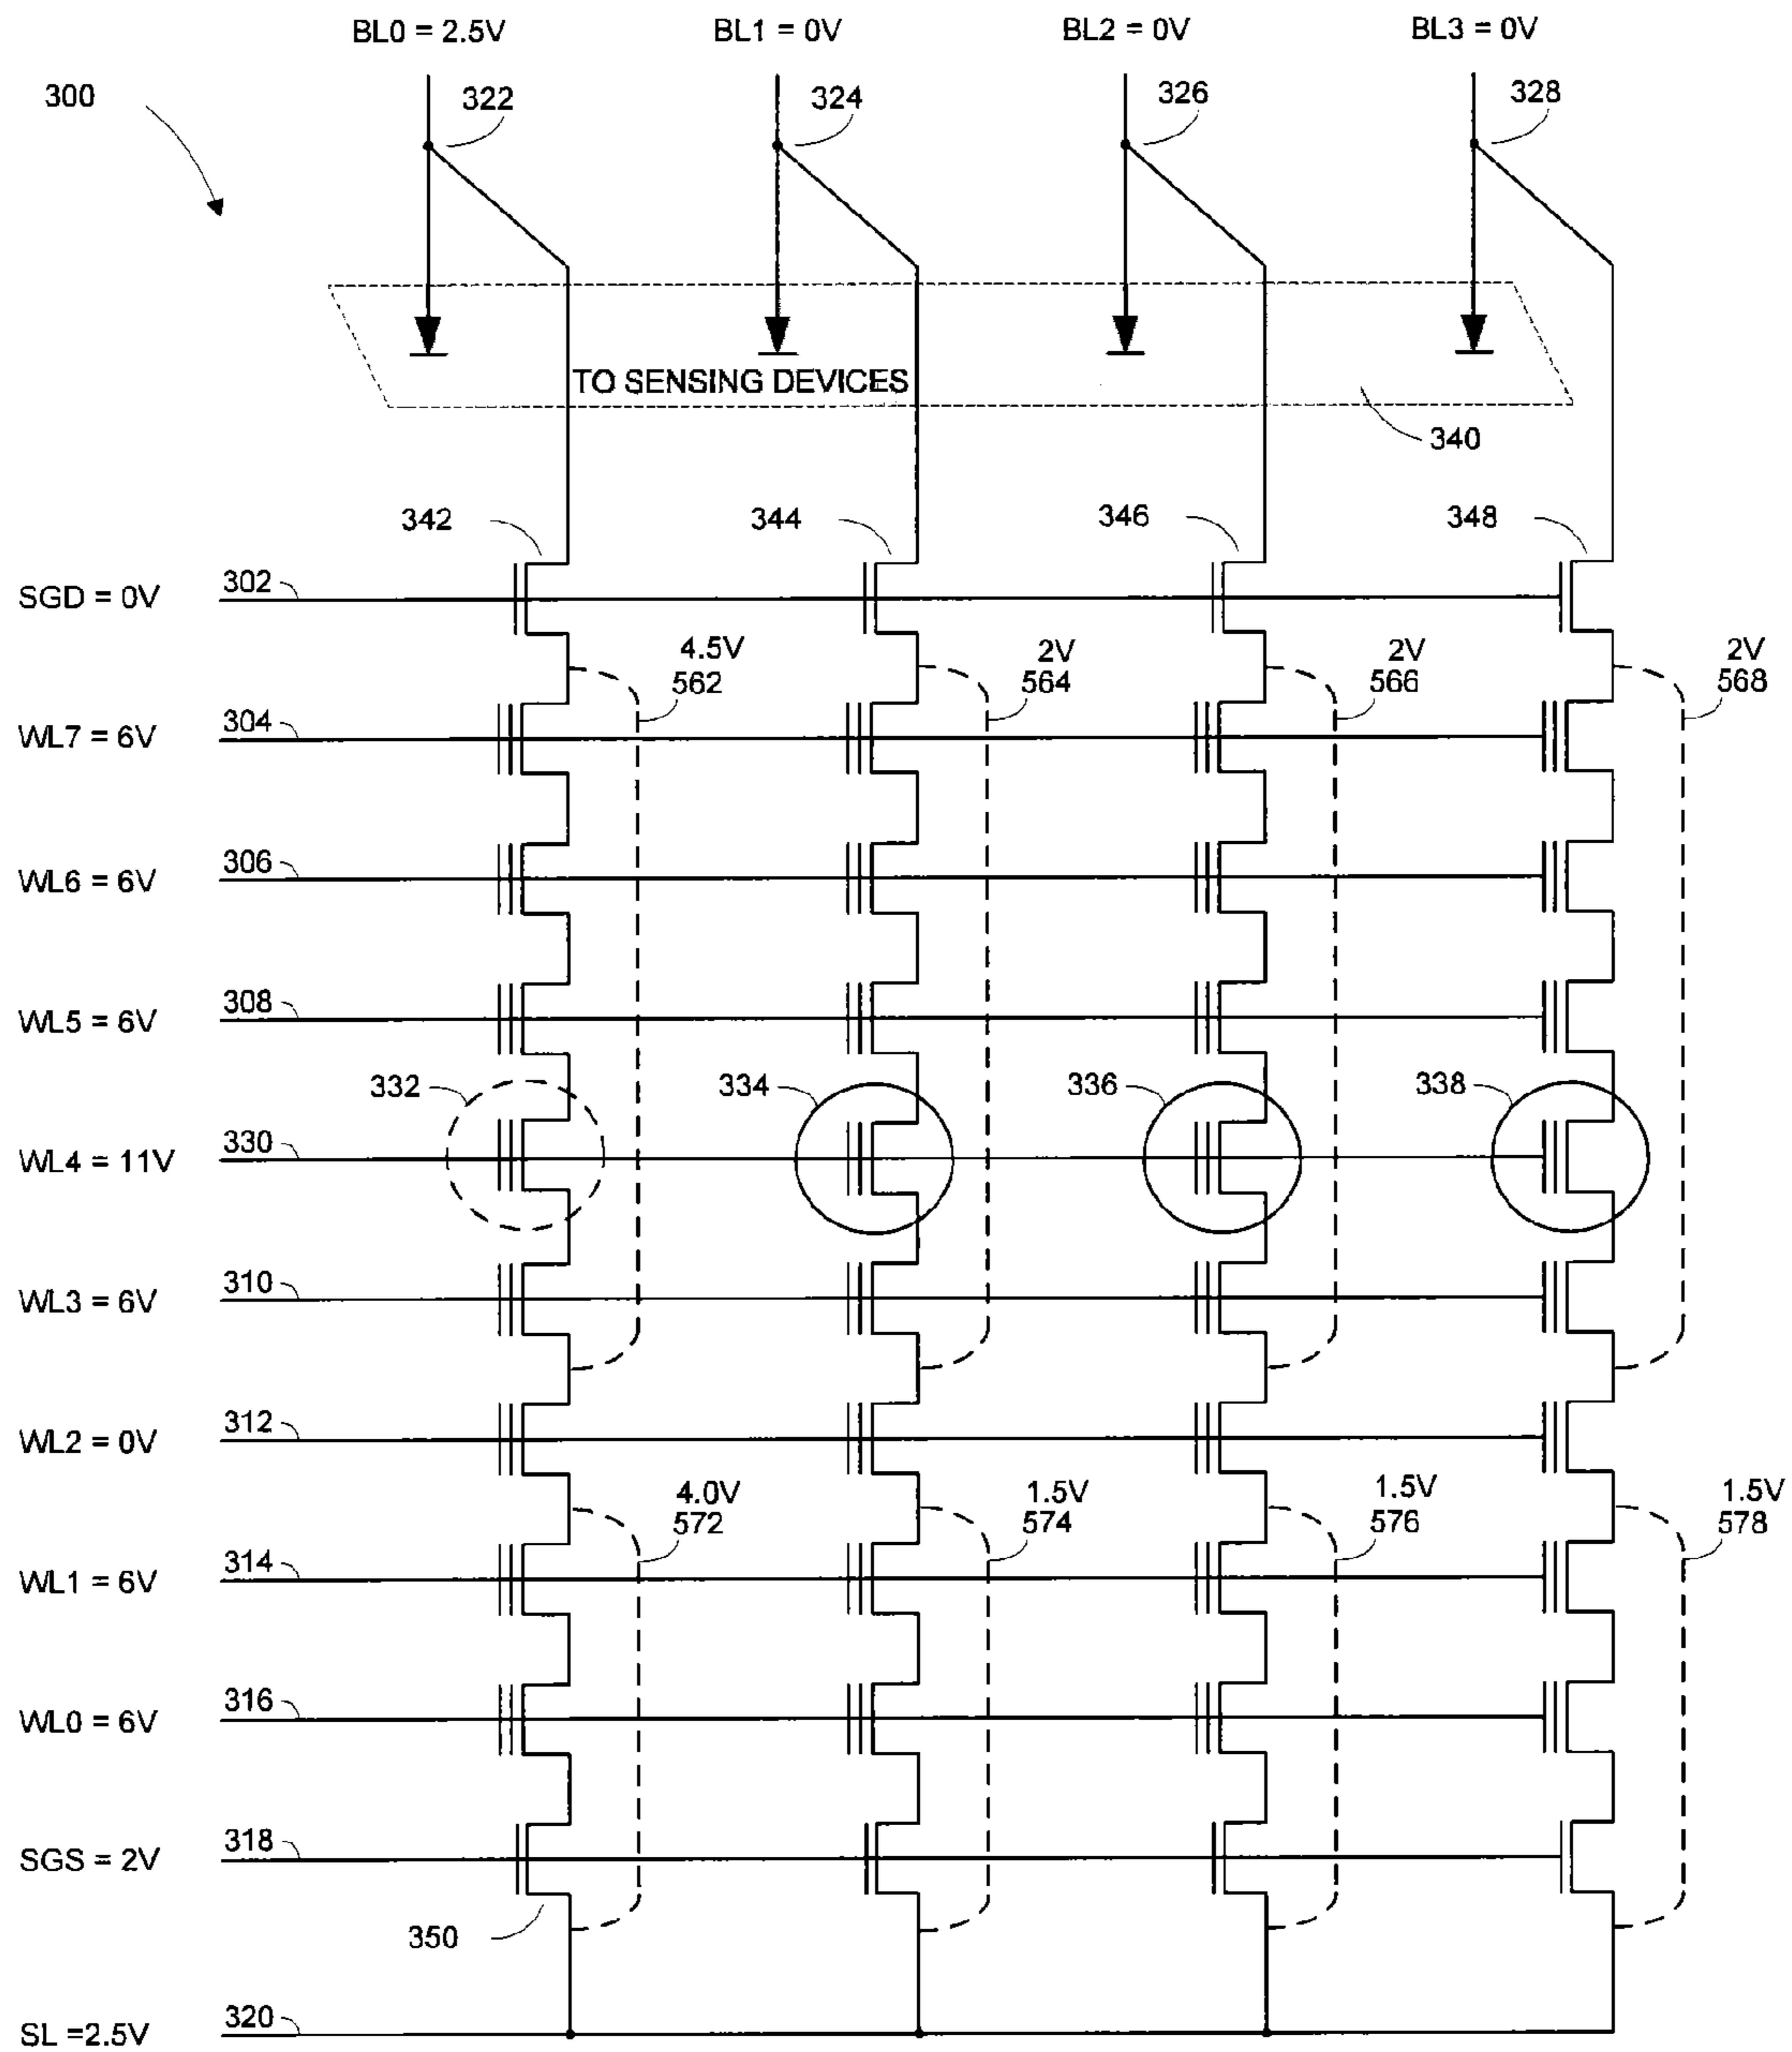 BL0 = 2.5V BL1 = 0V BL2 = 0V BL3 = 0V
300 322 324 326 328
TO SENSING DEVICES
340
342 344 346 348
SGD = 0V 302
4.5V 2V 2V 2V
562 564 566 568
WL7 = 6V 304
WL6 = 6V 306
WL5 = 6V 308
332 334 336 338
WL4 = 11V 330
WL3 = 6V 310
WL2 = 0V 312
4.0V 1.5V 1.5V 1.5V
572 574 576 578
WL1 = 6V 314
WL0 = 6V 316
SGS = 2V 318
350
SL =2.5V 320